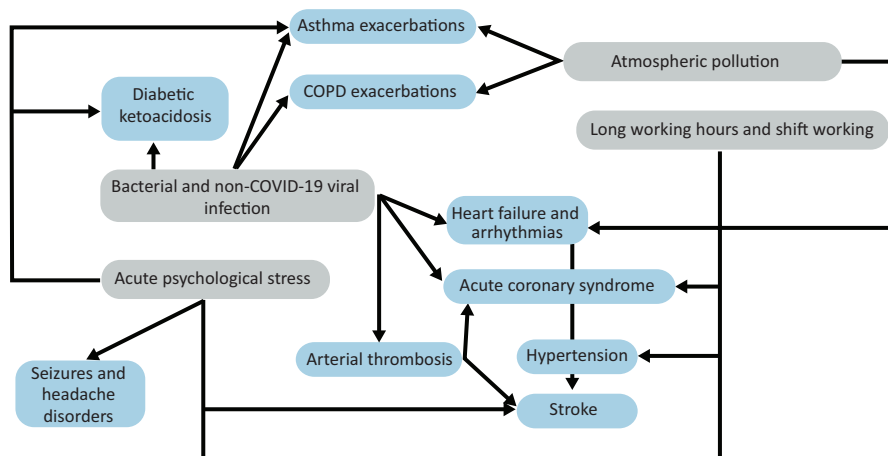 Asthma exacerbations
Atmospheric pollution
Diabetic
ketoacidosis
COPD exacerbations
Long working hours and shift working
Bacterial and non-COVID-19 viral
infection
Heart failure and
arrhythmias
Acute psychological stress
Acute coronary syndrome
Arterial thrombosis
Hypertension
Seizures and
headache
disorders
Stroke